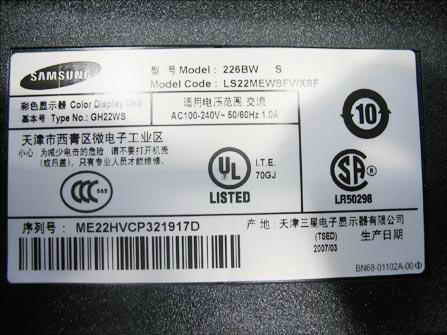 SAMSUNG
型 号 Model : 226BW S
Model Code : LS22MEWSFV/XSF
彩色显示器 Color Display Unit
基本号 Type No.: GH22WS
适用电压范围 交流
AC100-240V~ 50/60Hz 1.0A
10
天津市西青区微电子工业区
小心: 为减少电击的危险, 请不要打开机壳
(或后盖), 只有专业人员才能维修.
CCC
UL
LISTED
I.T.E.
70GJ
SA
LR50298
序列号 : ME22HVCP321917D
产 地 : 天津三星电子显示器有限公司
(TSED) 生产日期
2007/03
BN68-01102A-00